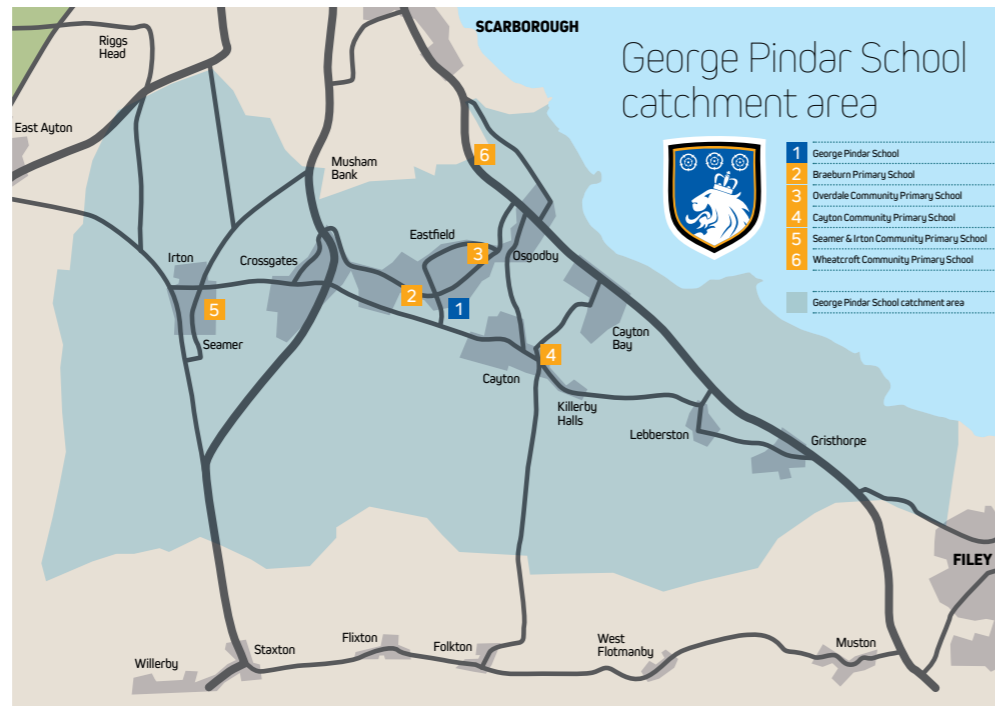 SCARBOROUGH
George Pindar School
catchment area
1 George Pindar School
2 Braeburn Primary School
3 Overdale Community Primary School
4 Cayton Community Primary School
5 Seamer & Irton Community Primary School
6 Wheatcroft Community Primary School
George Pindar School catchment area
Riggs
Head
East Ayton
Musham
Bank
6
Eastfield
3
Osgodby
Irton
Crossgates
2
1
5
Seamer
Cayton
Bay
4
Cayton
Killerby
Halls
Lebberston
Gristhorpe
FILEY
Willerby
Staxton
Flixton
Folkton
West
Flotmanby
Muston